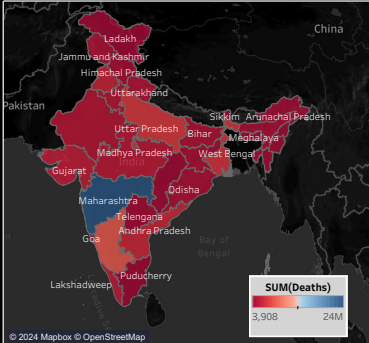 Ladakh
China
Jammu and Kashmir
Himachal Pradesh
Uttarakhand
Pakistan
Sikkim Arunachal Pradesh
Uttar Pradesh
Bihar
Meghalaya
Madhya Pradesh
West Bengal
India
Gujarat
Odisha
Maharashtra
Telengana
Andhra Pradesh
Goa
Bay of
Bengal
Puducherry
Lakshadweep
SUM(Deaths)
3,908 24M
© 2024 Mapbox © OpenStreetMap